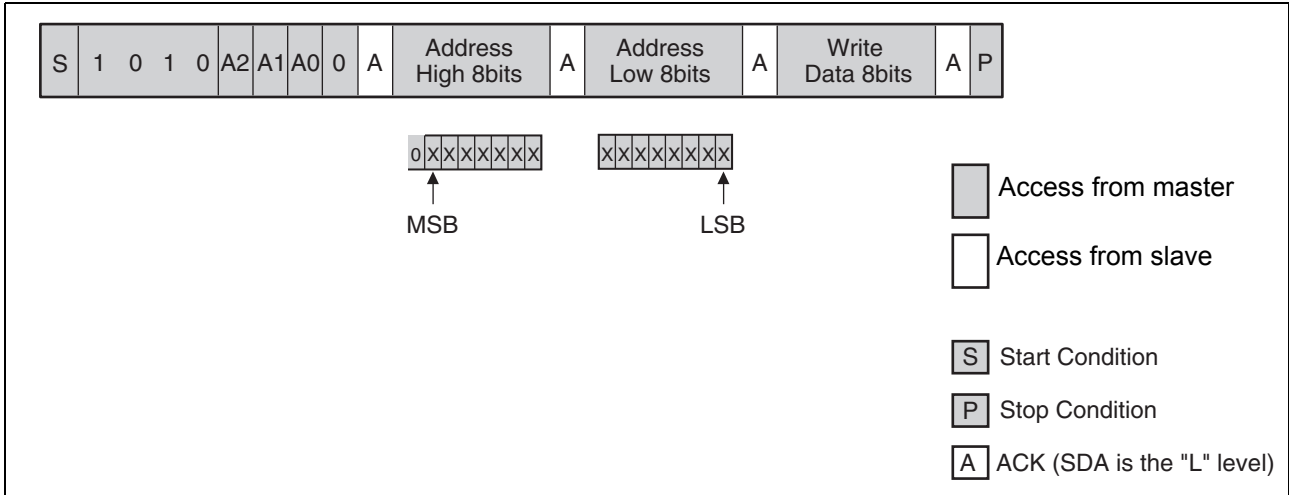 S 1 0 1 0 A2 A1 A0 0 A Address High 8bits A Address Low 8bits A Write Data 8bits A P
0 X X X X X X X X X X X X X X X
MSB LSB
Access from master
Access from slave
S Start Condition
P Stop Condition
A ACK (SDA is the "L" level)